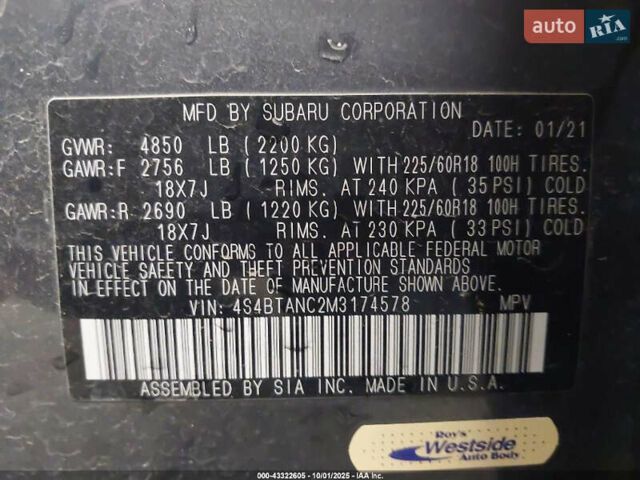 auto RIA
.com
MFD BY SUBARU CORPORATION
DATE: 01/21
GVWR: 4850 LB (2200 KG)
GAWR:F 2756 LB (1250 KG) WITH 225/60R18 100H TIRES.
18X7J RIMS. AT 240 KPA (35 PSI) COLD
GAWR:R 2690 LB (1220 KG) WITH 225/60R18 100H TIRES.
18X7J RIMS. AT 230 KPA (33 PSI) COLD
THIS VEHICLE CONFORMS TO ALL APPLICABLE FEDERAL MOTOR
VEHICLE SAFETY AND THEFT PREVENTION STANDARDS
IN EFFECT ON THE DATE OF MANUFACTURE SHOWN ABOVE.
VIN: 4S4BTANC2M3174578 MPV
ASSEMBLED BY SIA INC. MADE IN U.S.A.
Roy's
Westside
Auto Body
000-43322605 - 10/01/2025 - IAA Inc.